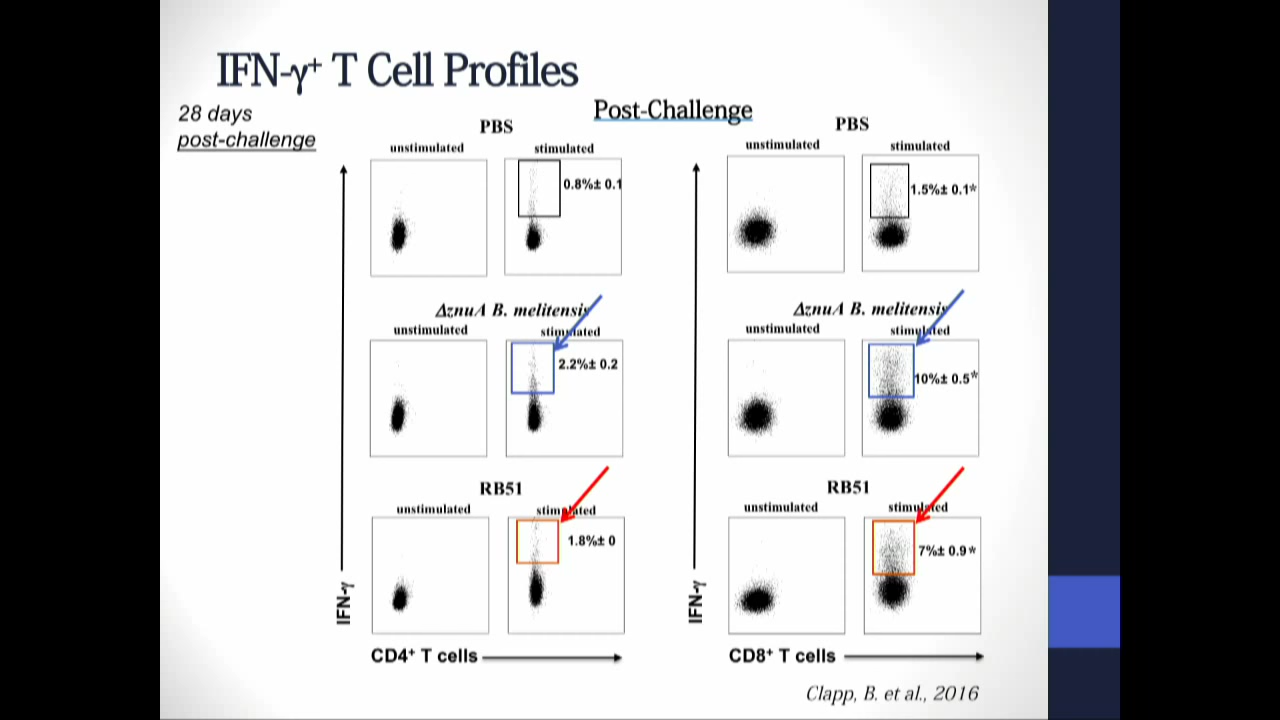 IFN-γ⁺ T Cell Profiles
28 days
post-challenge
Post-Challenge
PBS
unstimulated
stimulated
0.8%± 0.1
ΔznuA B. melitensis
unstimulated
stimulated
2.2%± 0.2
RB51
unstimulated
stimulated
1.8%± 0
IFN-γ
CD4⁺ T cells
PBS
unstimulated
stimulated
1.5%± 0.1*
ΔznuA B. melitensis
unstimulated
stimulated
10%± 0.5*
RB51
unstimulated
stimulated
7%± 0.9*
IFN-γ
CD8⁺ T cells
Clapp, B. et al., 2016